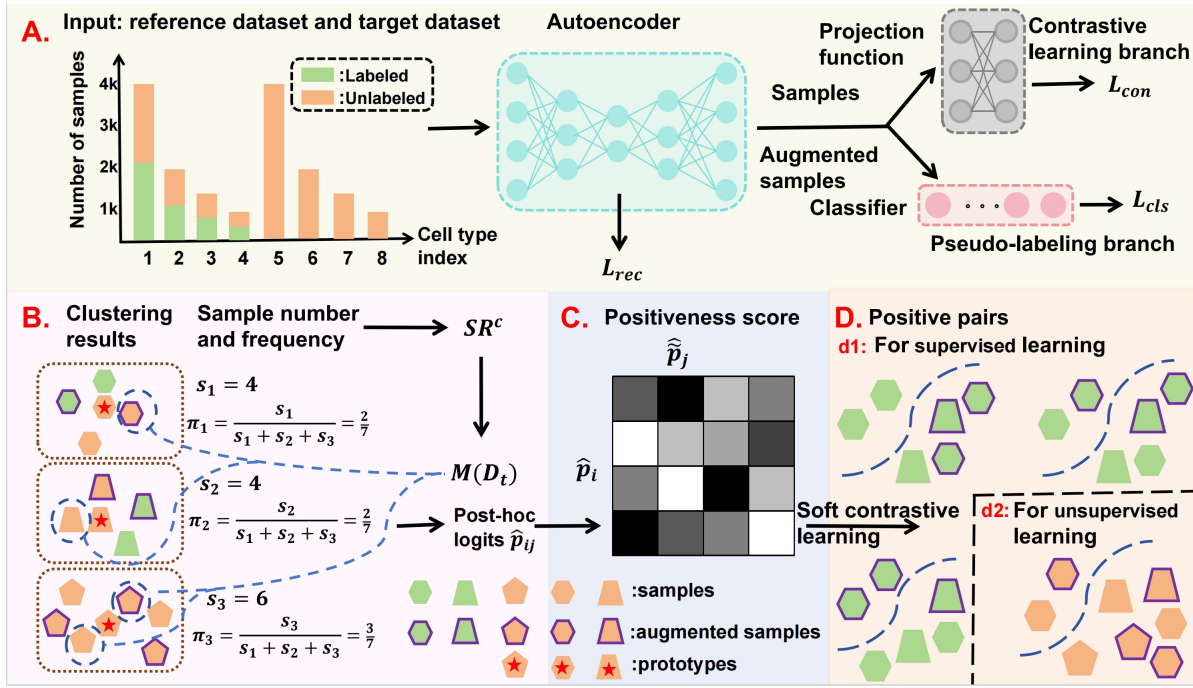 A.
Input: reference dataset and target dataset
Number of samples
4k
3k
2k
1k
:Labeled
:Unlabeled
1 2 3 4 5 6 7 8
Cell type
index
Autoencoder
L_rec
Samples
Augmented
samples
Projection
function
Contrastive
learning branch
L_con
Classifier
L_cls
Pseudo-labeling branch
B.
Clustering
results
Sample number
and frequency
SR^c
s_1 = 4
π_1 = s_1 / (s_1 + s_2 + s_3) = 2/7
s_2 = 4
π_2 = s_2 / (s_1 + s_2 + s_3) = 2/7
s_3 = 6
π_3 = s_3 / (s_1 + s_2 + s_3) = 3/7
M(D_t)
Post-hoc
logits p̂_ij
C.
Positiveness score
p̃̂_j
p̂_i
Soft contrastive
learning
:samples
:augmented samples
:prototypes
D.
Positive pairs
d1: For supervised learning
d2: For unsupervised
learning